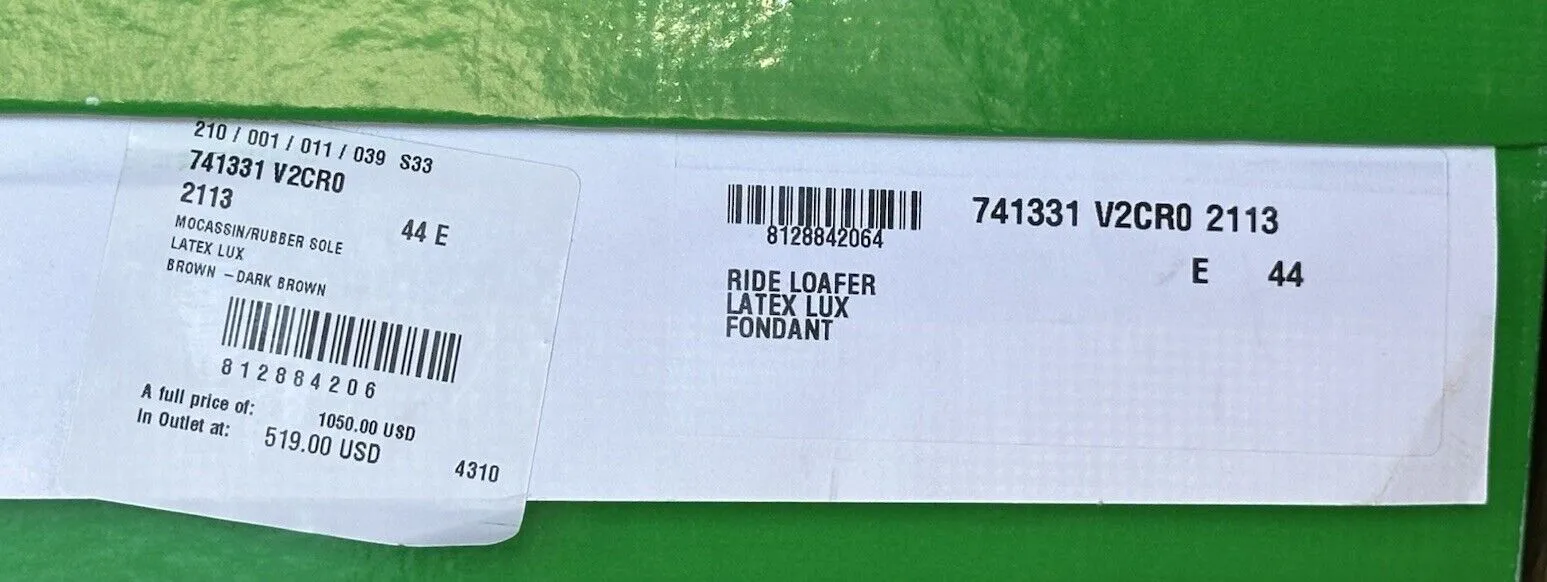 210 / 001 / 011 / 039 S33
741331 V2CR0
2113
44 E
MOCASSIN/RUBBER SOLE
LATEX LUX
BROWN - DARK BROWN
812884206
A full price of: 1050.00 USD
In Outlet at: 519.00 USD
4310
8128842064
741331 V2CR0 2113
E 44
RIDE LOAFER
LATEX LUX
FONDANT